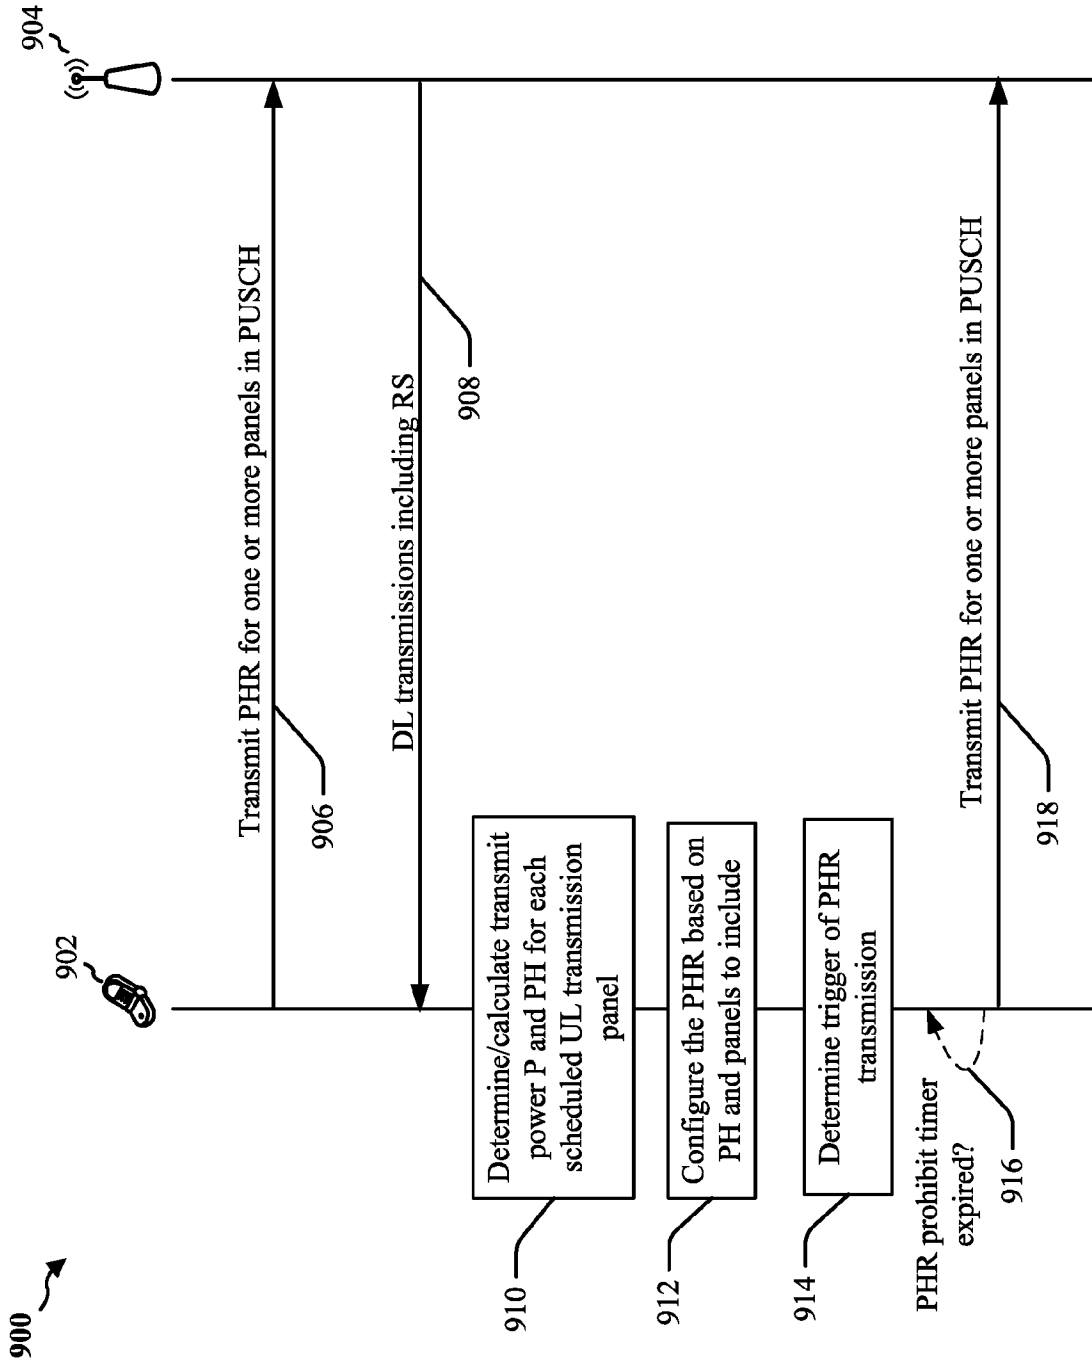 900
902
904
Transmit PHR for one or more panels in PUSCH
906
DL transmissions including RS
908
Determine/calculate transmit
power P and PH for each
scheduled UL transmission
panel
910
Configure the PHR based on
PH and panels to include
912
Determine trigger of PHR
transmission
914
PHR prohibit timer
expired?
916
Transmit PHR for one or more panels in PUSCH
918